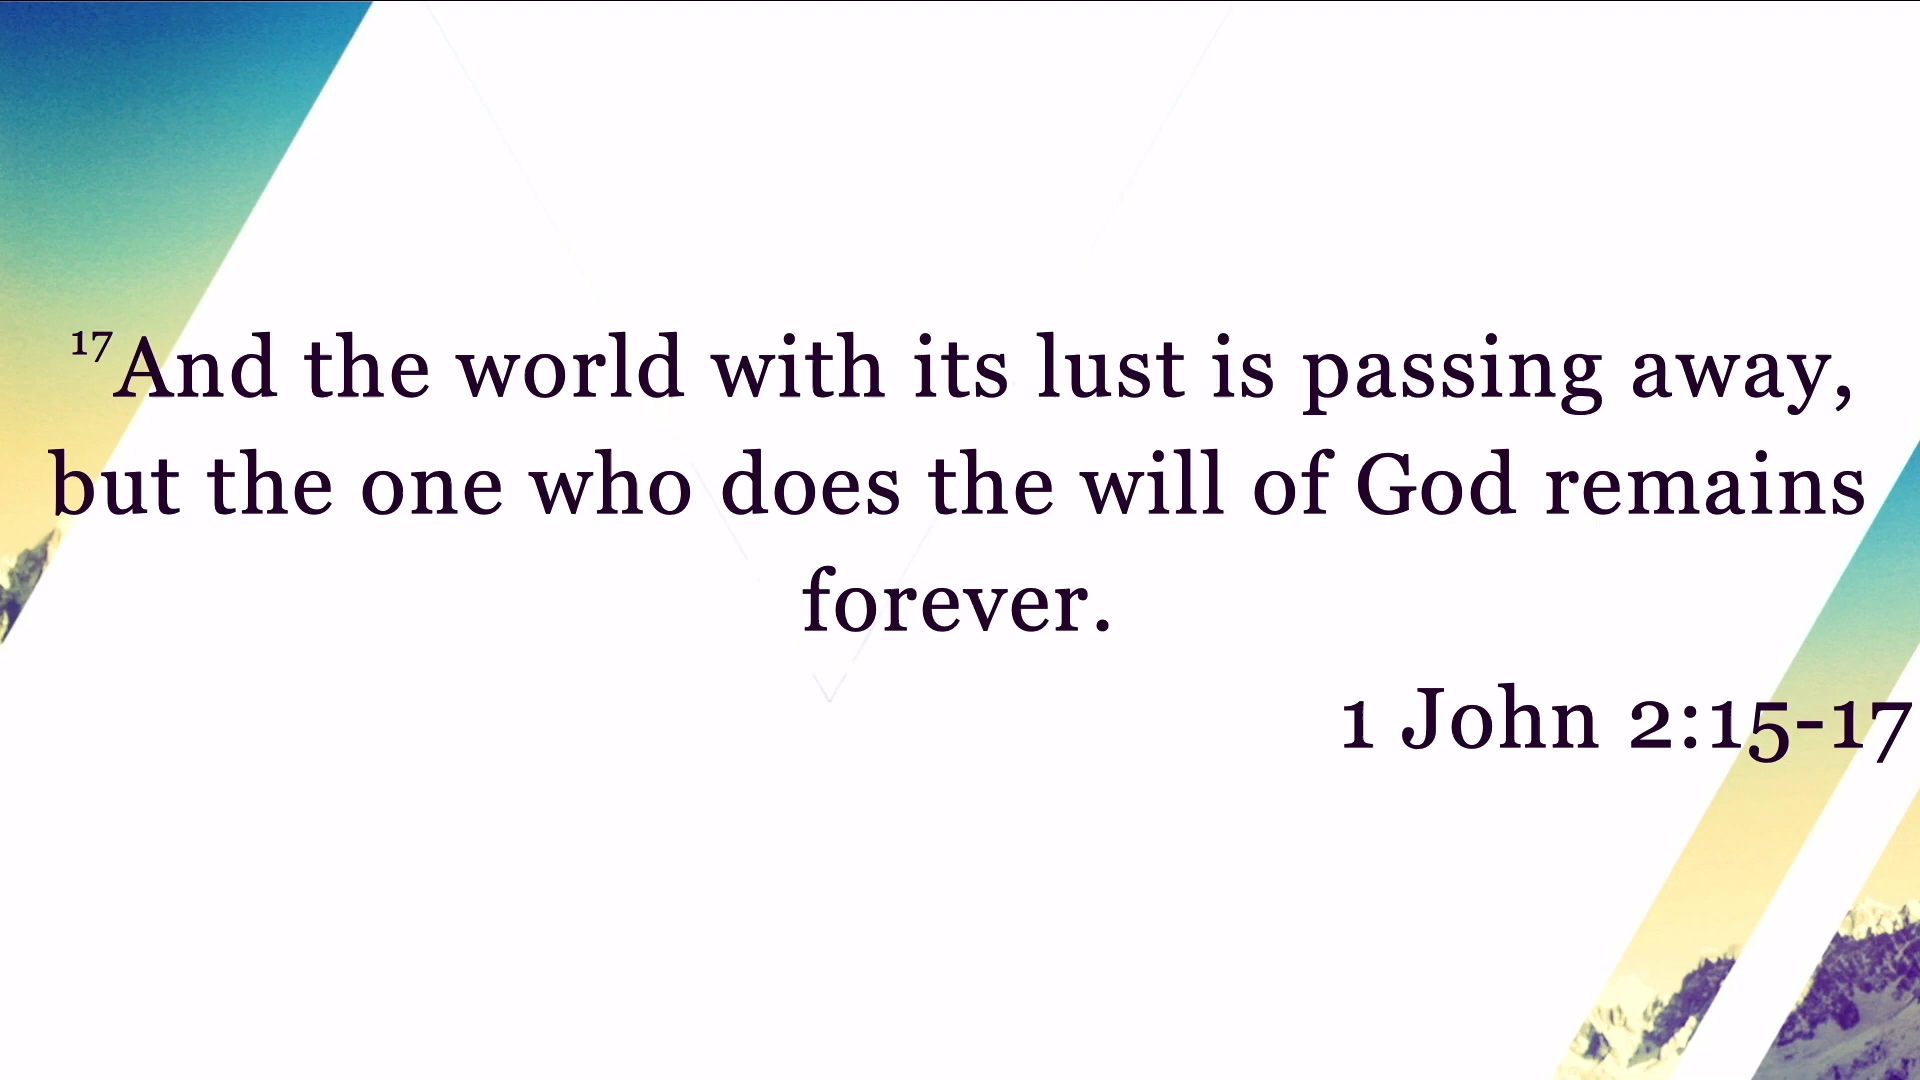 17And the world with its lust is passing away,
but the one who does the will of God remains
forever.
1 John 2:15-17